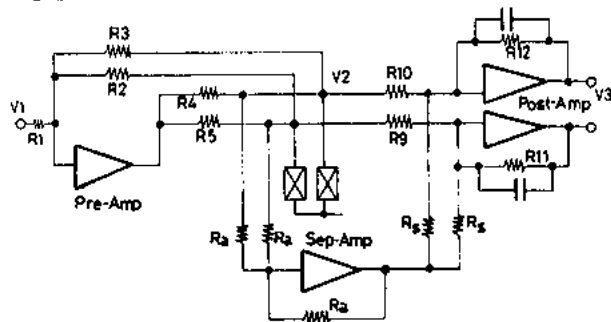 R3
R2
V1
R1
R4
R5
Pre-Amp
V2
R10
R9
R12
Post-Amp
V3
R11
Ra
Ra
Sep-Amp
Rs
Rs
Ra